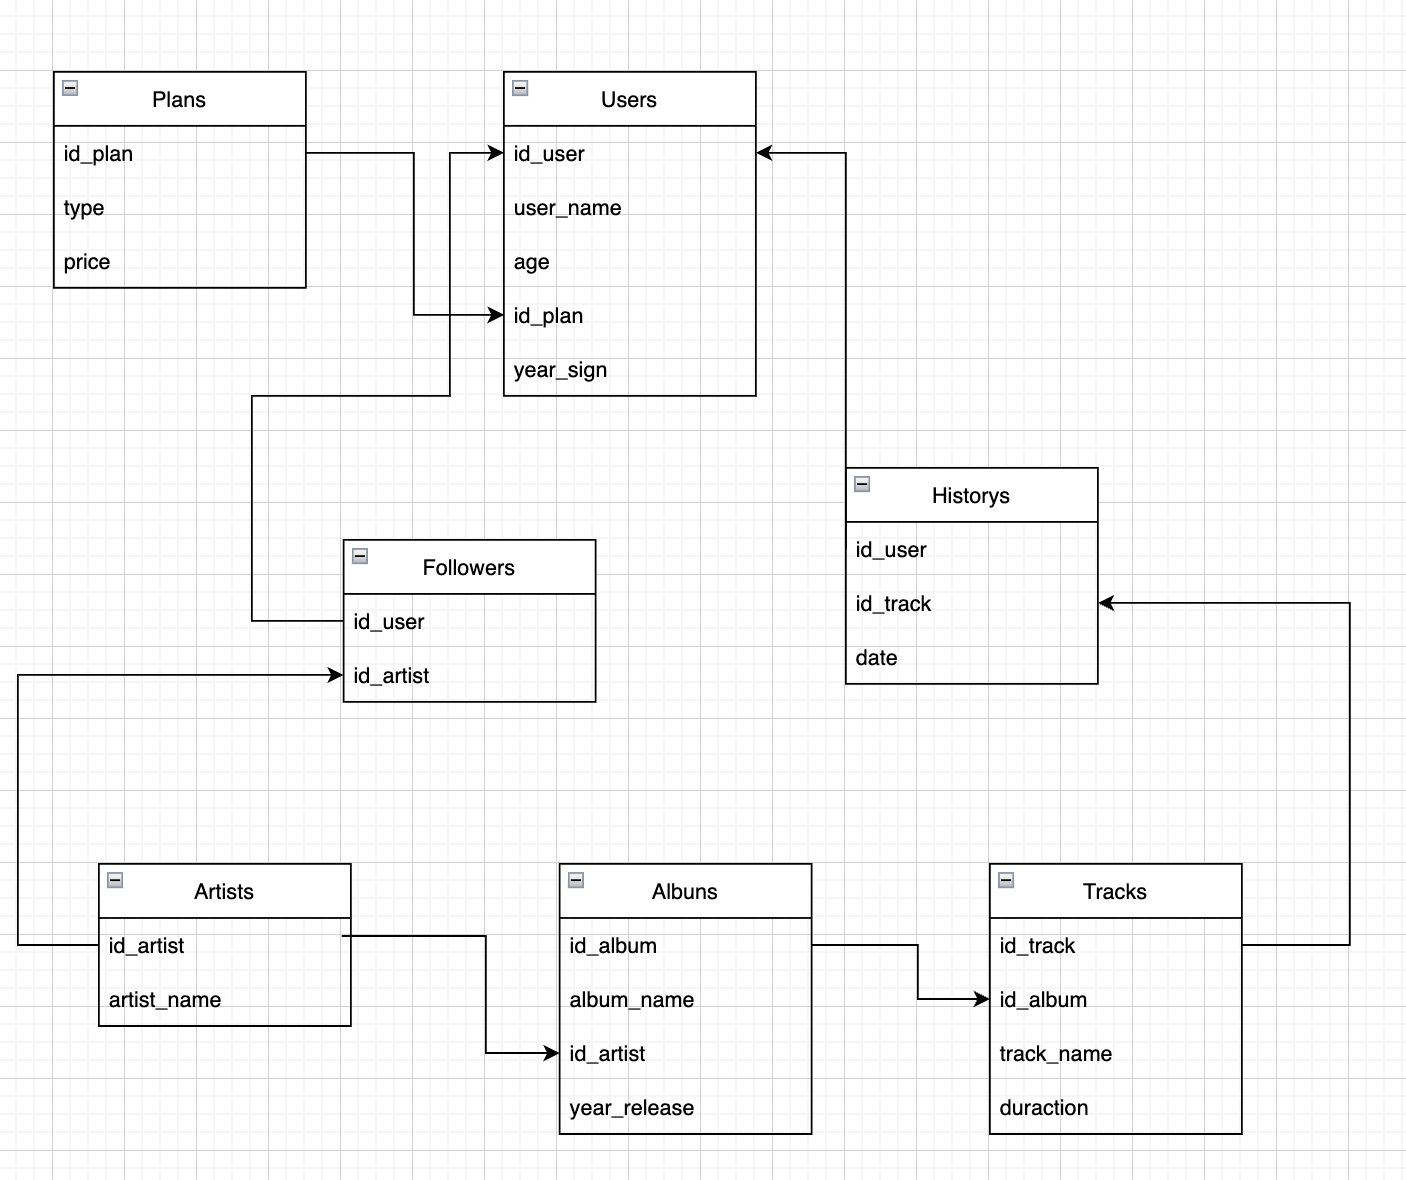 Plans
id_plan
type
price
Users
id_user
user_name
age
id_plan
year_sign
Historys
id_user
id_track
date
Followers
id_user
id_artist
Artists
id_artist
artist_name
Albuns
id_album
album_name
id_artist
year_release
Tracks
id_track
id_album
track_name
duraction